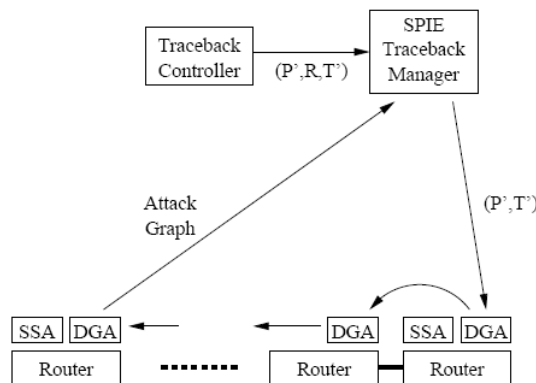 SPIE
Traceback
Manager
Traceback
Controller
(P',R,T')
Attack
Graph
(P',T')
SSA DGA DGA SSA DGA
Router Router Router